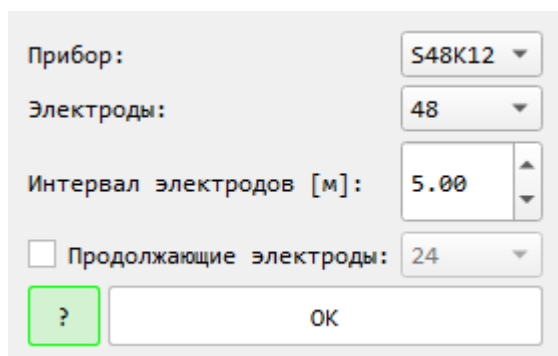 Прибор: S48K12
Электроды: 48
Интервал электродов [м]: 5.00
Продолжающие электроды: 24
? OK